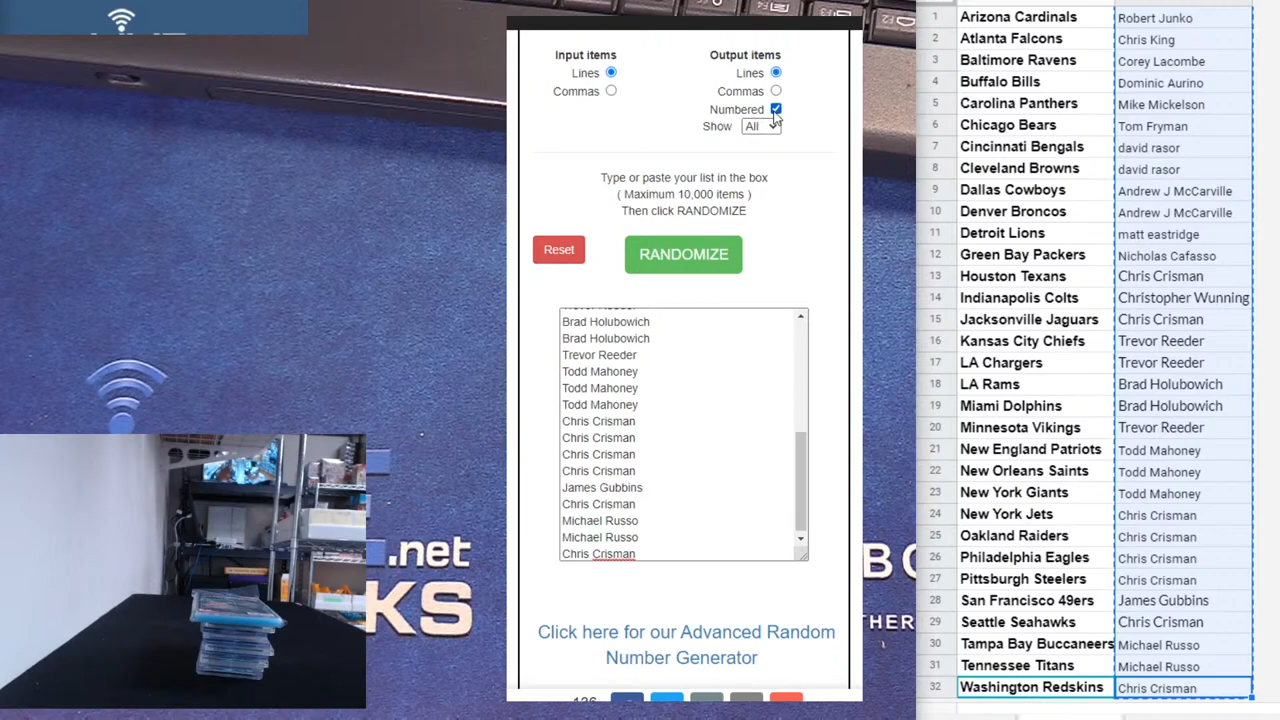 Input items
Lines
Commas
Output items
Lines
Commas
Numbered
Show All
Type or paste your list in the box
( Maximum 10,000 items )
Then click RANDOMIZE
Reset
RANDOMIZE
Brad Holubowich
Brad Holubowich
Trevor Reeder
Todd Mahoney
Todd Mahoney
Todd Mahoney
Chris Crisman
Chris Crisman
Chris Crisman
Chris Crisman
James Gubbins
Chris Crisman
Michael Russo
Michael Russo
Chris Crisman
Click here for our Advanced Random
Number Generator
.net
KS
1 Arizona Cardinals Robert Junko
2 Atlanta Falcons Chris King
3 Baltimore Ravens Corey Lacombe
4 Buffalo Bills Dominic Aurino
5 Carolina Panthers Mike Mickelson
6 Chicago Bears Tom Fryman
7 Cincinnati Bengals david rasor
8 Cleveland Browns david rasor
9 Dallas Cowboys Andrew J McCarville
10 Denver Broncos Andrew J McCarville
11 Detroit Lions matt eastridge
12 Green Bay Packers Nicholas Cafasso
13 Houston Texans Chris Crisman
14 Indianapolis Colts Christopher Wunning
15 Jacksonville Jaguars Chris Crisman
16 Kansas City Chiefs Trevor Reeder
17 LA Chargers Trevor Reeder
18 LA Rams Brad Holubowich
19 Miami Dolphins Brad Holubowich
20 Minnesota Vikings Trevor Reeder
21 New England Patriots Todd Mahoney
22 New Orleans Saints Todd Mahoney
23 New York Giants Todd Mahoney
24 New York Jets Chris Crisman
25 Oakland Raiders Chris Crisman
26 Philadelphia Eagles Chris Crisman
27 Pittsburgh Steelers Chris Crisman
28 San Francisco 49ers James Gubbins
29 Seattle Seahawks Chris Crisman
30 Tampa Bay Buccaneers Michael Russo
31 Tennessee Titans Michael Russo
32 Washington Redskins Chris Crisman